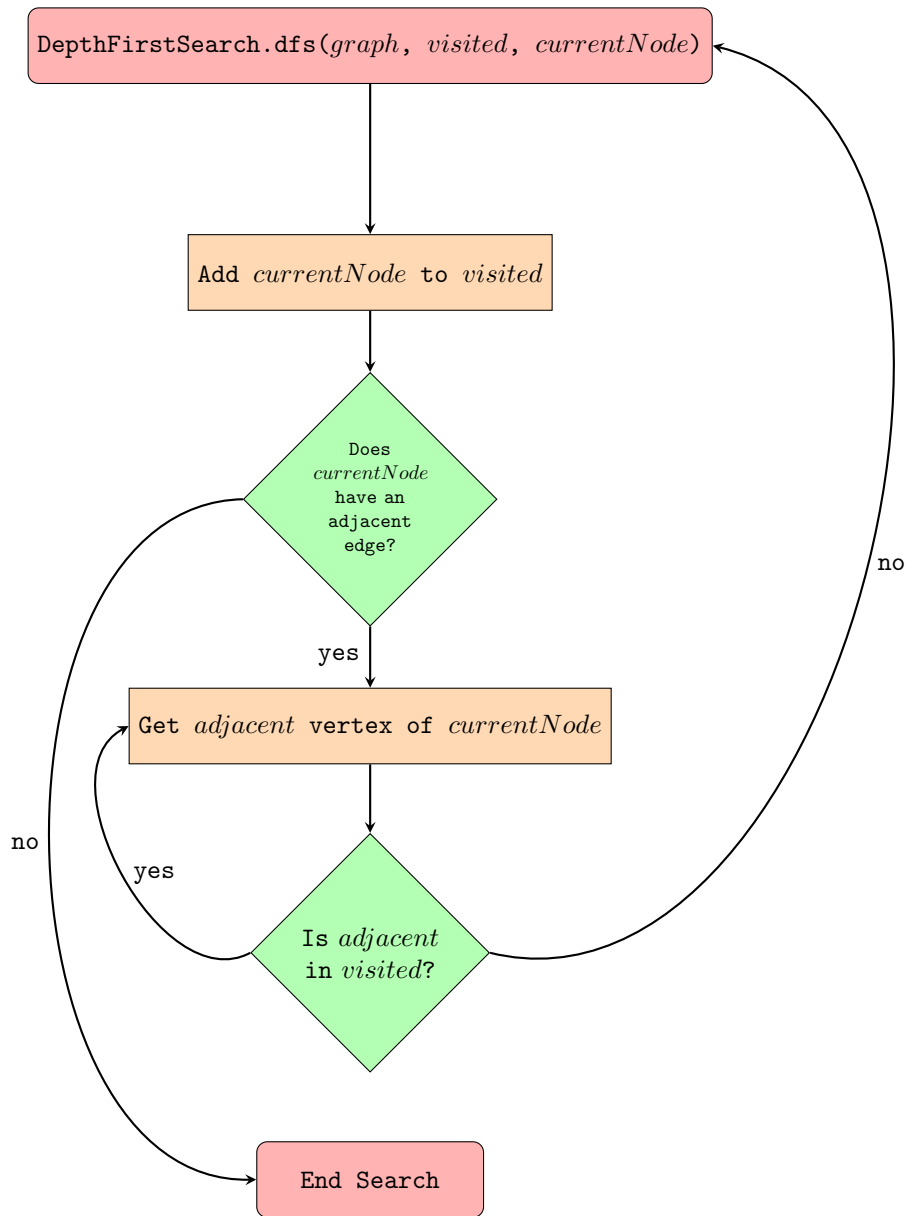 DepthFirstSearch.dfs(graph, visited, currentNode)
Add currentNode to visited
Does
currentNode
have an
adjacent
edge?
no
yes
Get adjacent vertex of currentNode
no
yes
Is adjacent
in visited?
End Search